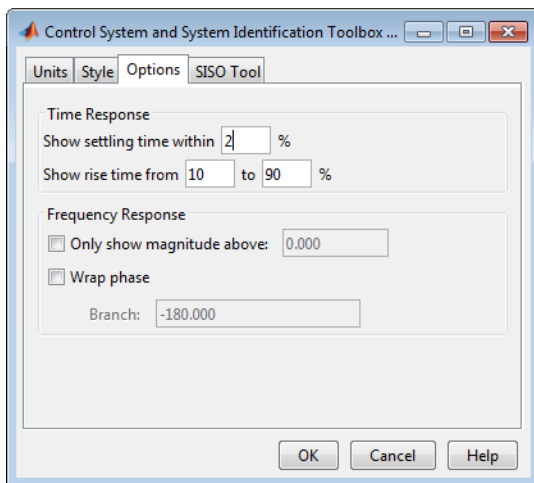 Control System and System Identification Toolbox ...
Units Style Options SISO Tool
Time Response
Show settling time within 2 %
Show rise time from 10 to 90 %
Frequency Response
Only show magnitude above: 0.000
Wrap phase
Branch: -180.000
OK Cancel Help